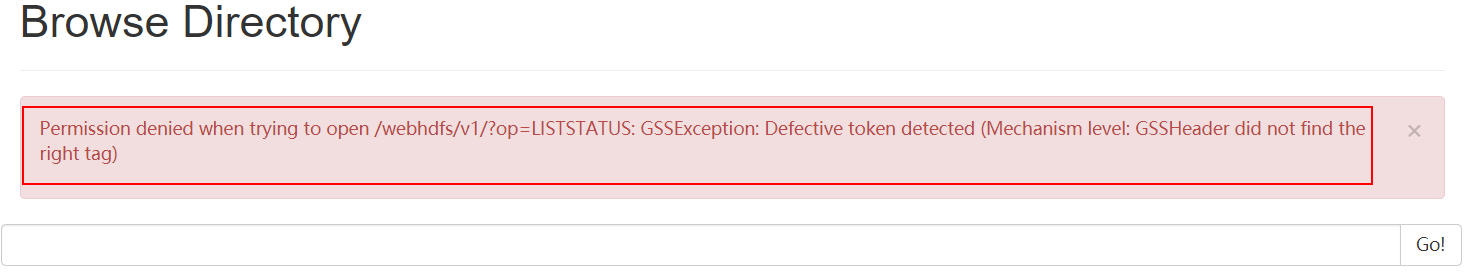 Browse Directory
Permission denied when trying to open /webhdfs/v1/?op=LISTSTATUS: GSSException: Defective token detected (Mechanism level: GSSHeader did not find the
right tag)
×
Go!